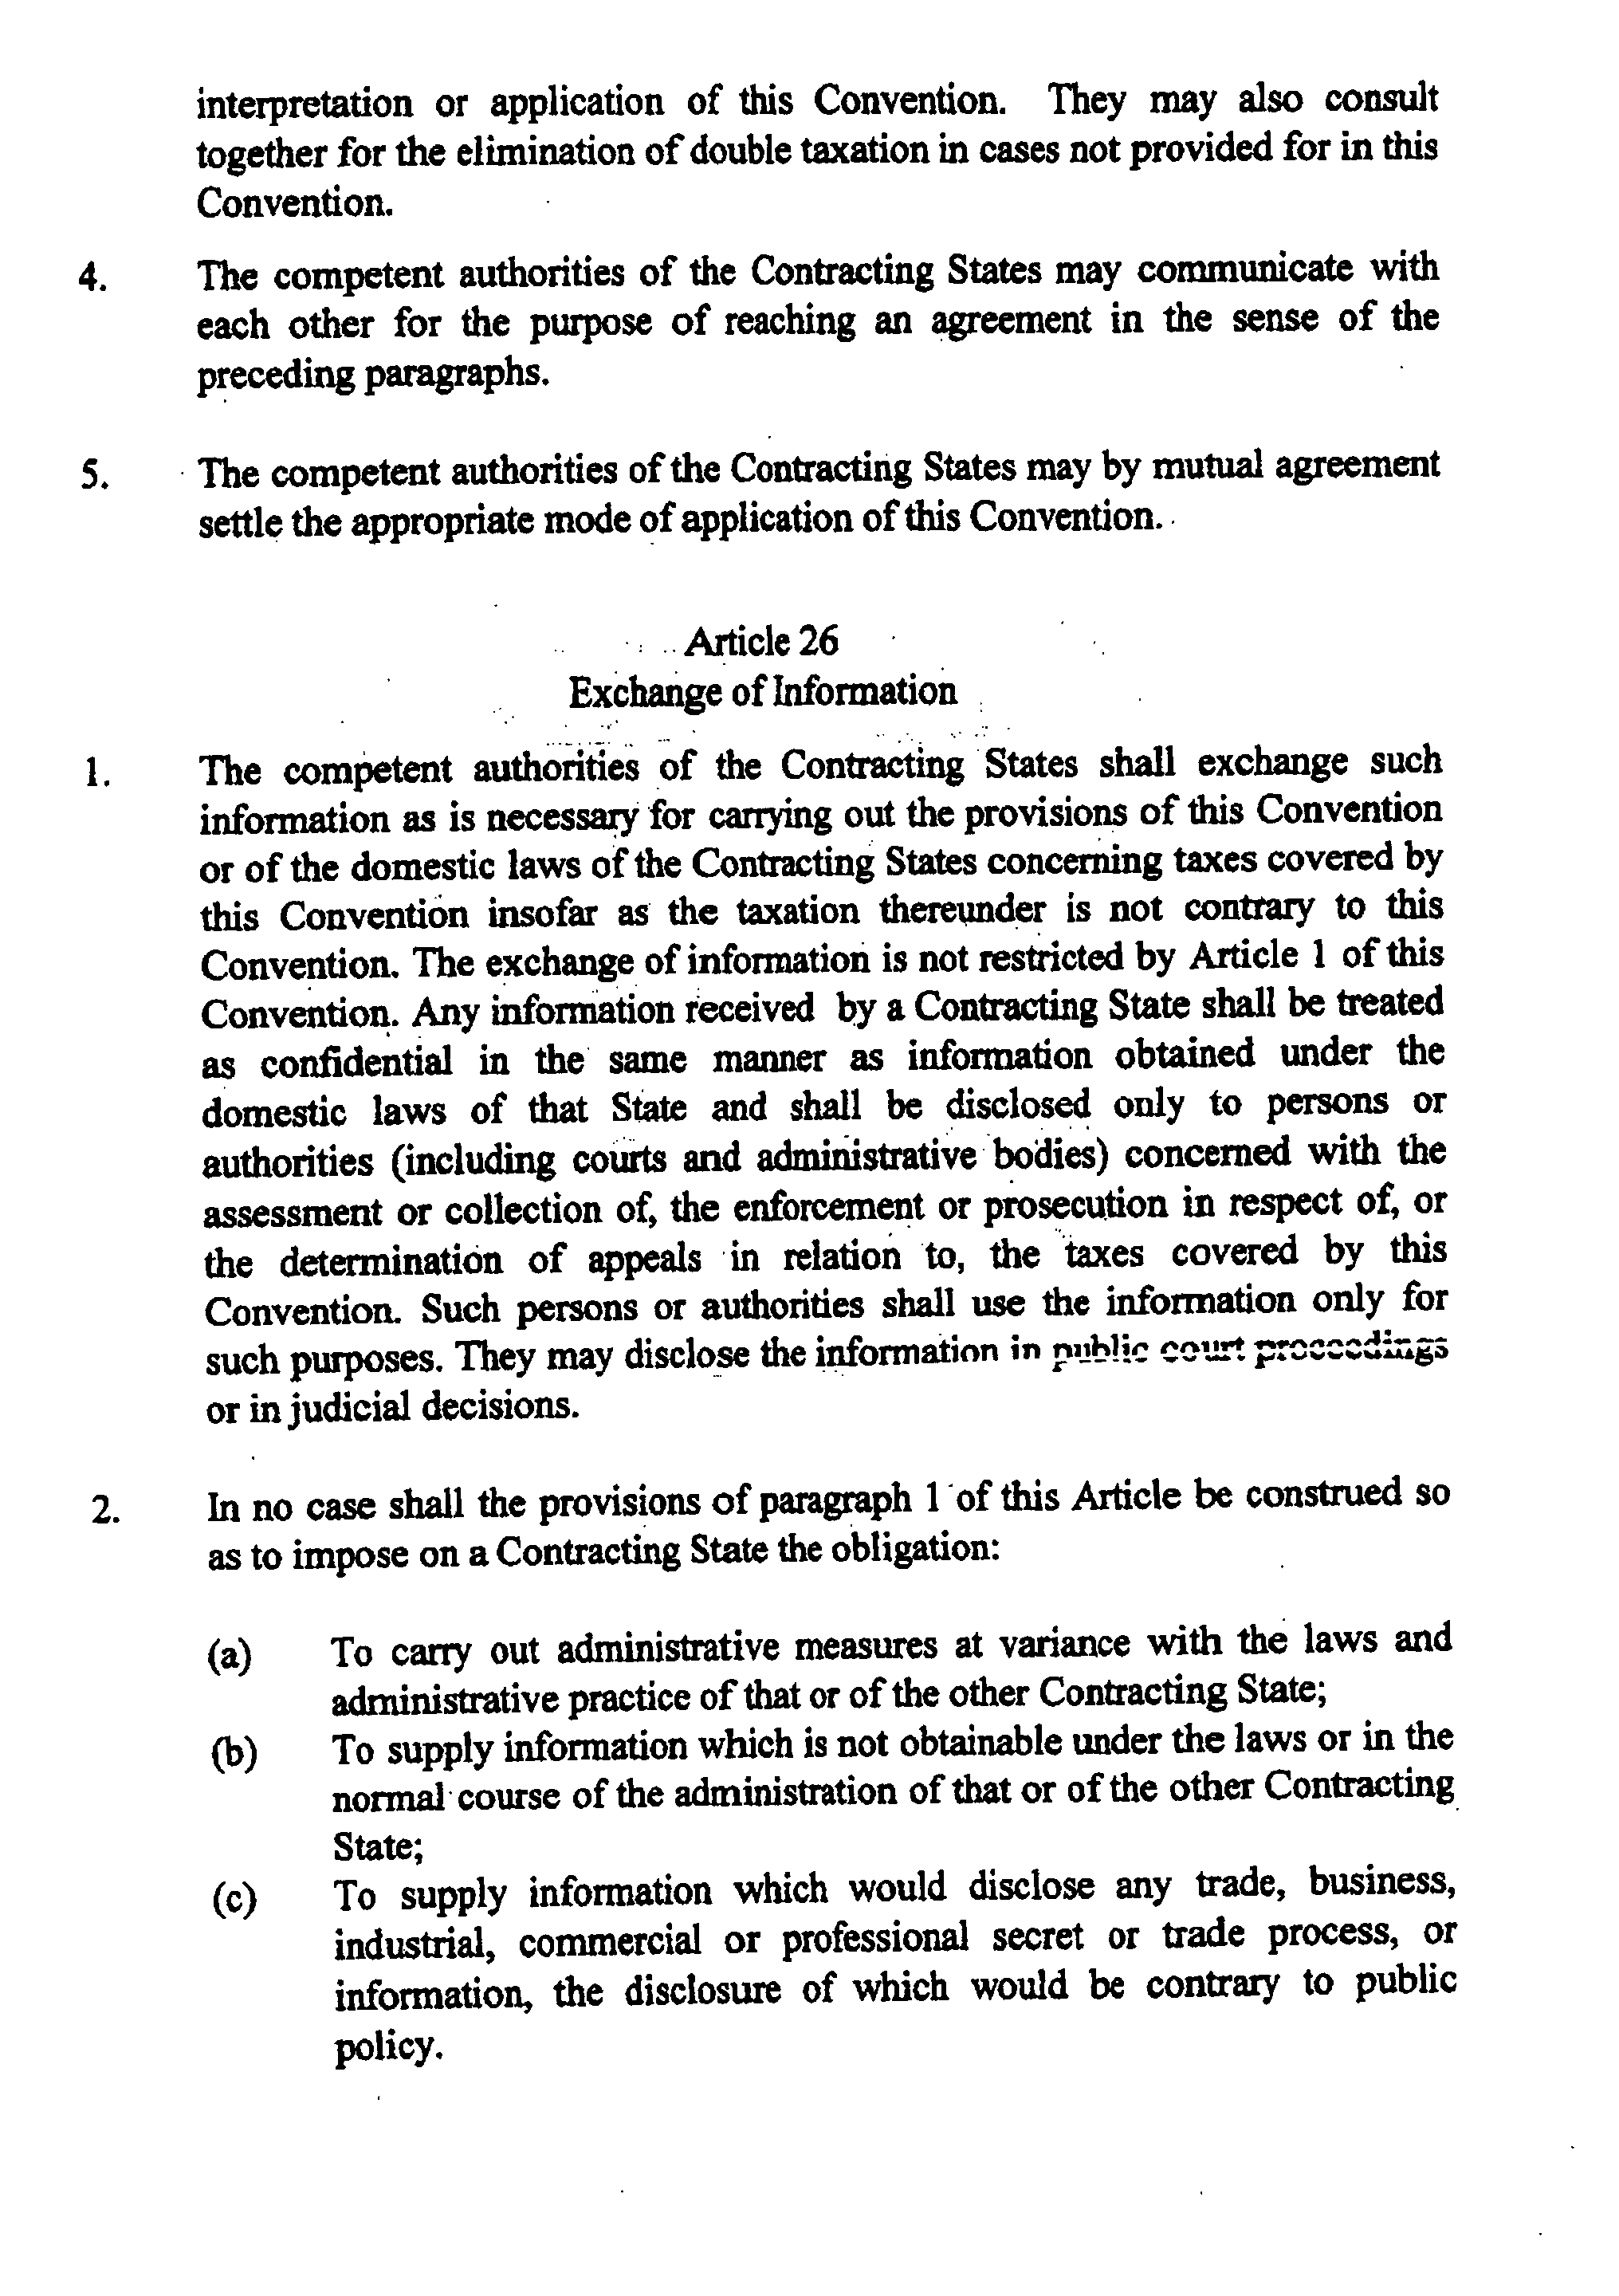 interpretation or application of this Convention. They may also consult
together for the elimination of double taxation in cases not provided for in this
Convention.
4. The competent authorities of the Contracting States may communicate with
each other for the purpose of reaching an agreement in the sense of the
preceding paragraphs.
5. The competent authorities of the Contracting States may by mutual agreement
settle the appropriate mode of application of this Convention.
Article 26
Exchange of Information
1. The competent authorities of the Contracting States shall exchange such
information as is necessary for carrying out the provisions of this Convention
or of the domestic laws of the Contracting States concerning taxes covered by
this Convention insofar as the taxation thereunder is not contrary to this
Convention. The exchange of information is not restricted by Article 1 of this
Convention. Any information received by a Contracting State shall be treated
as confidential in the same manner as information obtained under the
domestic laws of that State and shall be disclosed only to persons or
authorities (including courts and administrative bodies) concerned with the
assessment or collection of, the enforcement or prosecution in respect of, or
the determination of appeals in relation to, the taxes covered by this
Convention. Such persons or authorities shall use the information only for
such purposes. They may disclose the information in public court proceedings
or in judicial decisions.
2. In no case shall the provisions of paragraph 1 of this Article be construed so
as to impose on a Contracting State the obligation:
(a) To carry out administrative measures at variance with the laws and
administrative practice of that or of the other Contracting State;
(b) To supply information which is not obtainable under the laws or in the
normal course of the administration of that or of the other Contracting
State;
(c) To supply information which would disclose any trade, business,
industrial, commercial or professional secret or trade process, or
information, the disclosure of which would be contrary to public
policy.